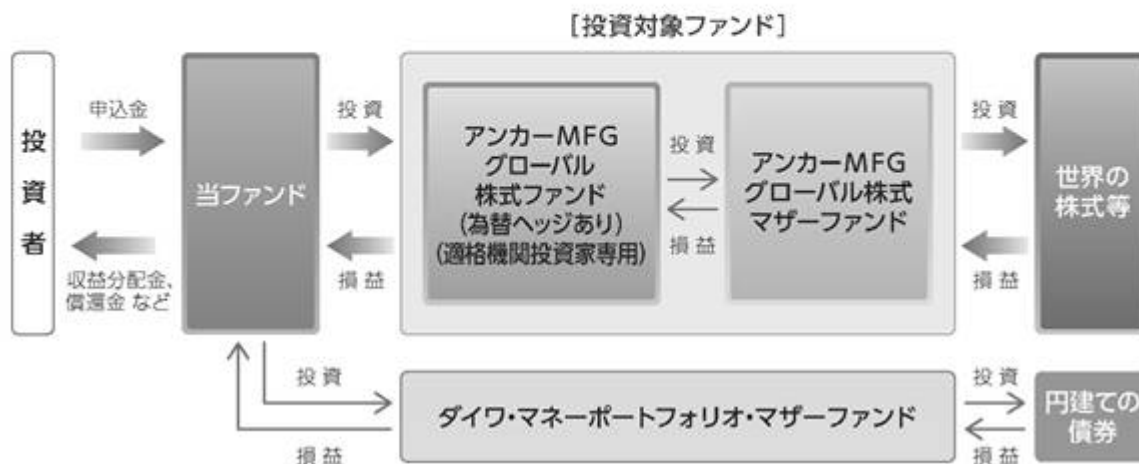 [投資対象ファンド]
投資者
申込金
収益分配金、
償還金 など
当ファンド
投資
損益
アンカーMFG
グローバル
株式ファンド
(為替ヘッジあり)
(適格機関投資家専用)
投資
損益
アンカーMFG
グローバル株式
マザーファンド
投資
損益
世界の
株式等
投資
損益
ダイワ・マネーポートフォリオ・マザーファンド
投資
損益
円建ての
債券